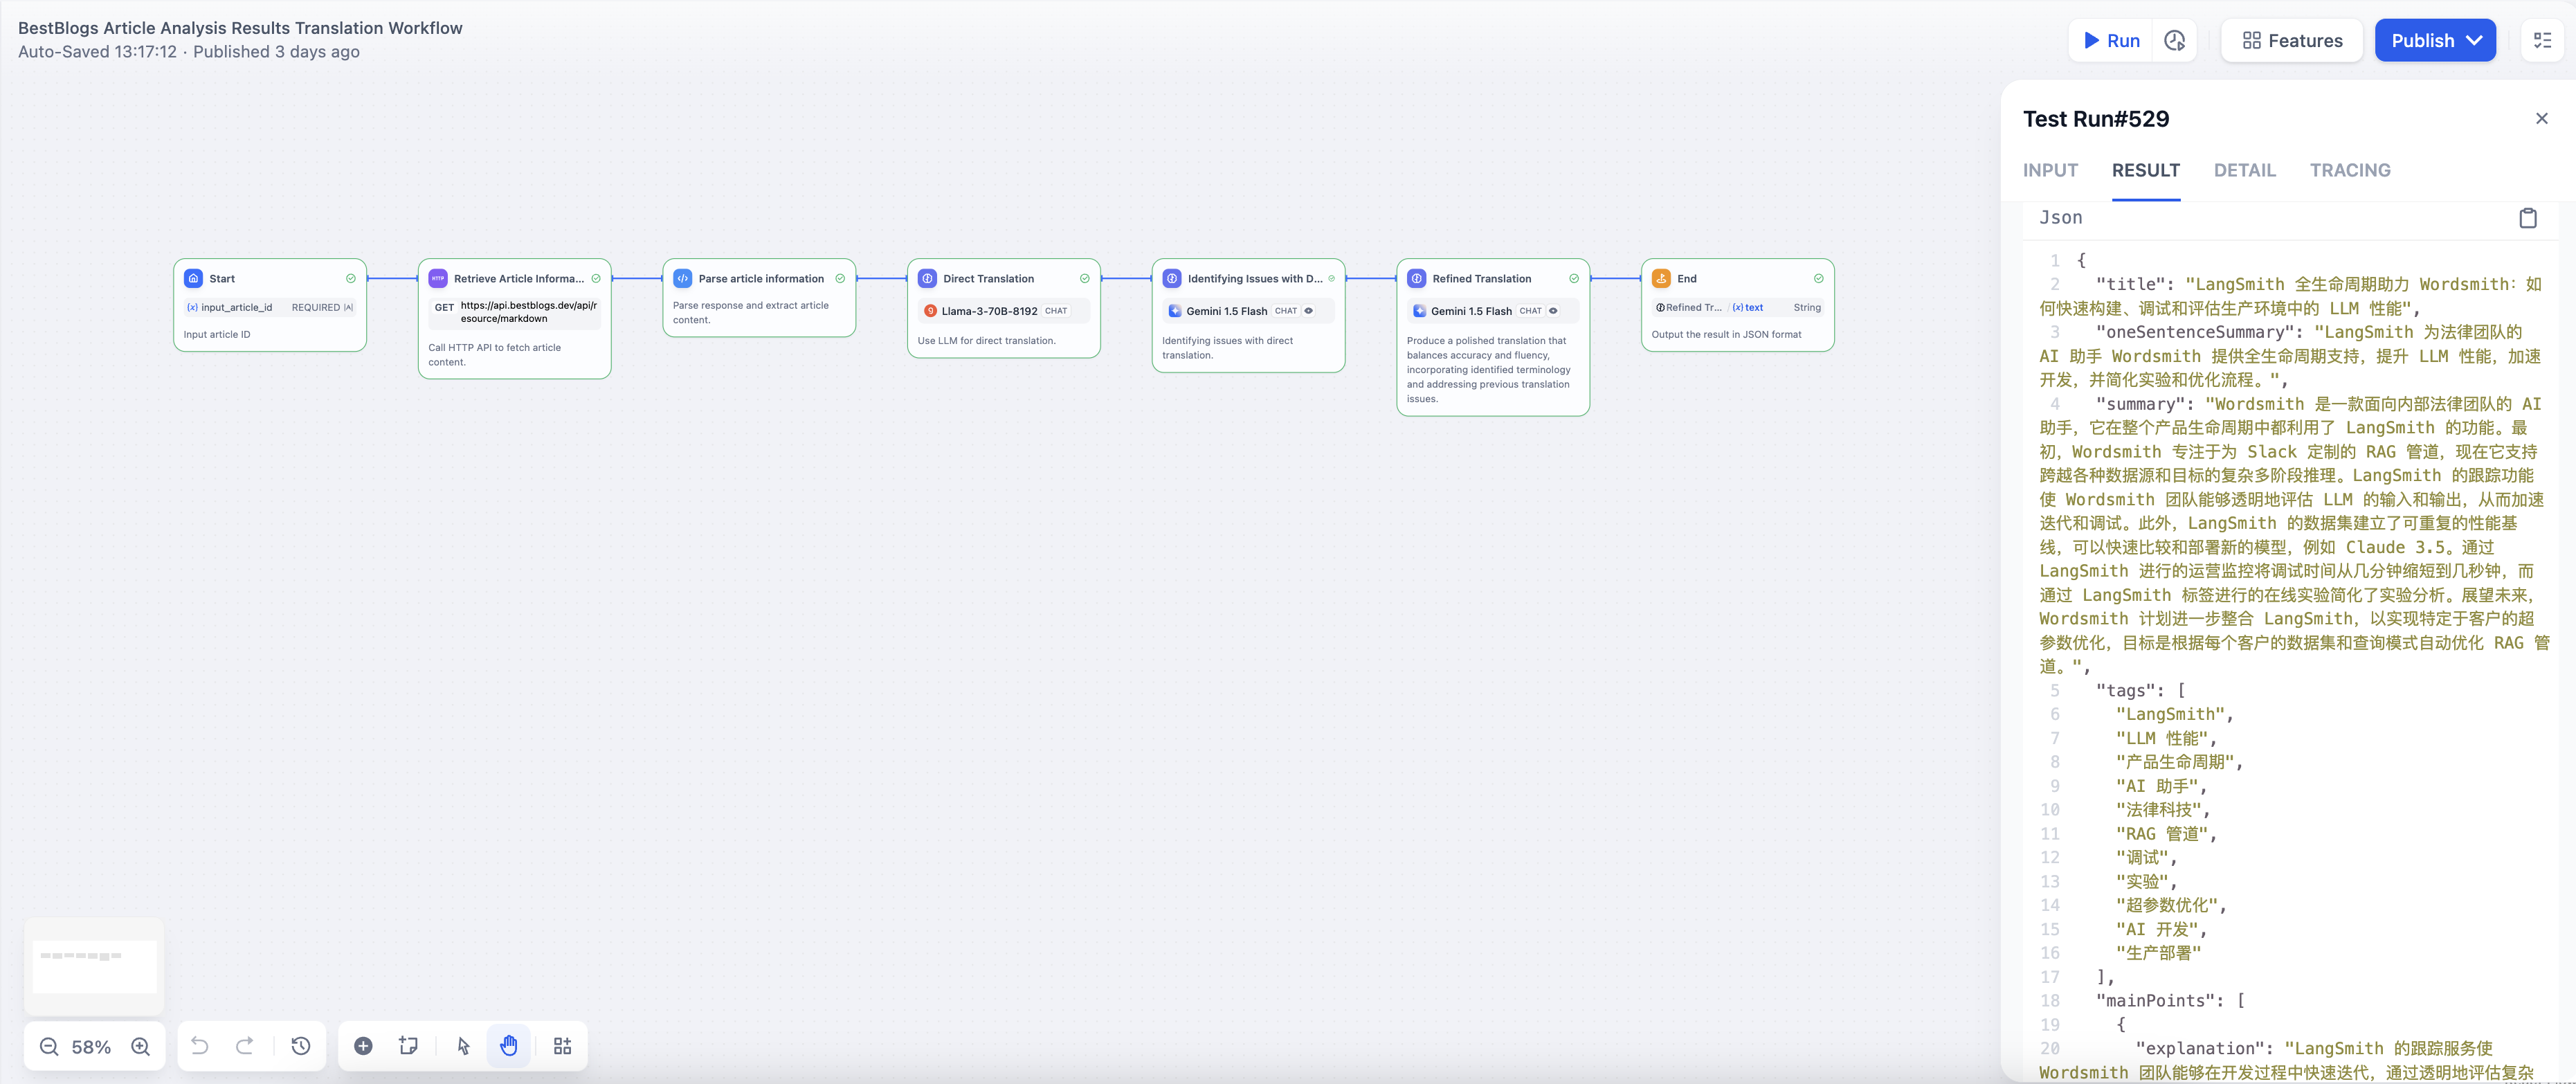 BestBlogs Article Analysis Results Translation Workflow
Auto-Saved 13:17:12 · Published 3 days ago
Run
Features
Publish
Start
{x} input_article_id REQUIRED |A|
Input article ID
HTTP Retrieve Article Informa...
GET https://api.bestblogs.dev/api/r
esource/markdown
Call HTTP API to fetch article
content.
Parse article information
Parse response and extract article
content.
Direct Translation
Llama-3-70B-8192 CHAT
Use LLM for direct translation.
Identifying Issues with D...
Gemini 1.5 Flash CHAT
Identifying issues with direct
translation.
Refined Translation
Gemini 1.5 Flash CHAT
Produce a polished translation that
balances accuracy and fluency,
incorporating identified terminology
and addressing previous translation
issues.
End
Refined Tr... / {x} text String
Output the result in JSON format
58%
Test Run#529
INPUT RESULT DETAIL TRACING
Json
1 {
2 "title": "LangSmith 全生命周期助力 Wordsmith：如
何快速构建、调试和评估生产环境中的 LLM 性能",
3 "oneSentenceSummary": "LangSmith 为法律团队的
AI 助手 Wordsmith 提供全生命周期支持，提升 LLM 性能，加速
开发，并简化实验和优化流程。",
4 "summary": "Wordsmith 是一款面向内部法律团队的 AI
助手，它在整个产品生命周期中都利用了 LangSmith 的功能。最
初，Wordsmith 专注于为 Slack 定制的 RAG 管道，现在它支持
跨越各种数据源和目标的复杂多阶段推理。LangSmith 的跟踪功能
使 Wordsmith 团队能够透明地评估 LLM 的输入和输出，从而加速
迭代和调试。此外，LangSmith 的数据集建立了可重复的性能基
线，可以快速比较和部署新的模型，例如 Claude 3.5。通过
LangSmith 进行的运营监控将调试时间从几分钟缩短到几秒钟，而
通过 LangSmith 标签进行的在线实验简化了实验分析。展望未来，
Wordsmith 计划进一步整合 LangSmith，以实现特定于客户的超
参数优化，目标是根据每个客户的数据集和查询模式自动优化 RAG 管
道。",
5 "tags": [
6 "LangSmith",
7 "LLM 性能",
8 "产品生命周期",
9 "AI 助手",
10 "法律科技",
11 "RAG 管道",
12 "调试",
13 "实验",
14 "超参数优化",
15 "AI 开发",
16 "生产部署"
17 ],
18 "mainPoints": [
19 {
20 "explanation": "LangSmith 的跟踪服务使
Wordsmith 团队能够在开发过程中快速迭代，通过透明地评估复杂